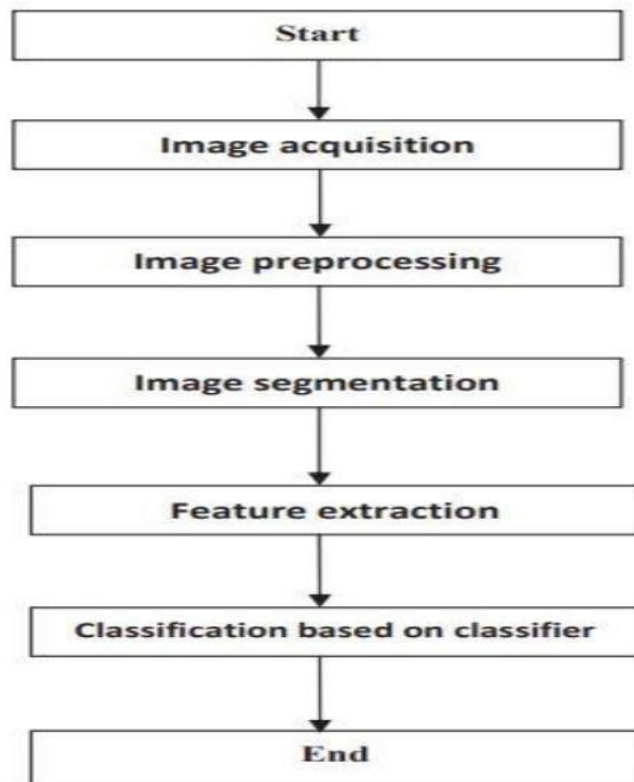 Start
Image acquisition
Image preprocessing
Image segmentation
Feature extraction
Classification based on classifier
End